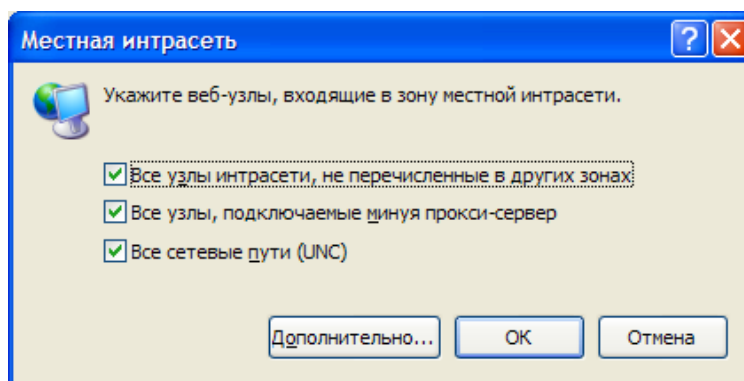 Местная интрасеть
Укажите веб-узлы, входящие в зону местной интрасети.
Все узлы интрасети, не перечисленные в других зонах
Все узлы, подключаемые минуя прокси-сервер
Все сетевые пути (UNC)
Дополнительно... ОК Отмена